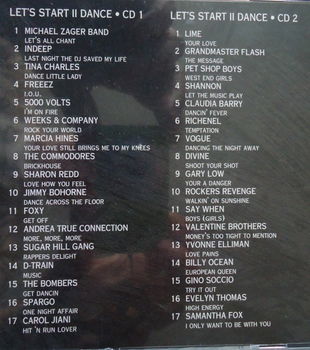 LET'S START II DANCE • CD 1
1 MICHAEL ZAGER BAND
LET'S ALL CHANT
2 INDEEP
LAST NIGHT THE DJ SAVED MY LIFE
3 TINA CHARLES
DANCE LITTLE LADY
4 FREEEZ
I.O.U.
5 5000 VOLTS
I'M ON FIRE
6 WEEKS & COMPANY
ROCK YOUR WORLD
7 MARCIA HINES
YOUR LOVE STILL BRINGS ME TO MY KNEES
8 THE COMMODORES
BRICKHOUSE
9 SHARON REDD
LOVE HOW YOU FEEL
10 JIMMY BOHORNE
DANCE ACROSS THE FLOOR
11 FOXY
GET OFF
12 ANDREA TRUE CONNECTION
MORE, MORE, MORE
13 SUGAR HILL GANG
RAPPERS DELIGHT
14 D-TRAIN
MUSIC
15 THE BOMBERS
GET DANCIN
16 SPARGO
ONE NIGHT AFFAIR
17 CAROL JIANI
HIT 'N RUN LOVER
LET'S START II DANCE • CD 2
1 LIME
YOUR LOVE
2 GRANDMASTER FLASH
THE MESSAGE
3 PET SHOP BOYS
WEST END GIRLS
4 SHANNON
LET THE MUSIC PLAY
5 CLAUDIA BARRY
DANCIN' FEVER
6 RICHENEL
TEMPTATION
7 VOGUE
DANCING THE NIGHT AWAY
8 DIVINE
SHOOT YOUR SHOT
9 GARY LOW
YOUR A DANGER
10 ROCKERS REVENGE
WALKIN' ON SUNSHINE
11 SAY WHEN
BOYS (GIRLS)
12 VALENTINE BROTHERS
MONEY'S TOO TIGHT TO MENTION
13 YVONNE ELLIMAN
LOVE PAINS
14 BILLY OCEAN
EUROPEAN QUEEN
15 GINO SOCCIO
TRY IT OUT
16 EVELYN THOMAS
HIGH ENERGY
17 SAMANTHA FOX
I ONLY WANT TO BE WITH YOU